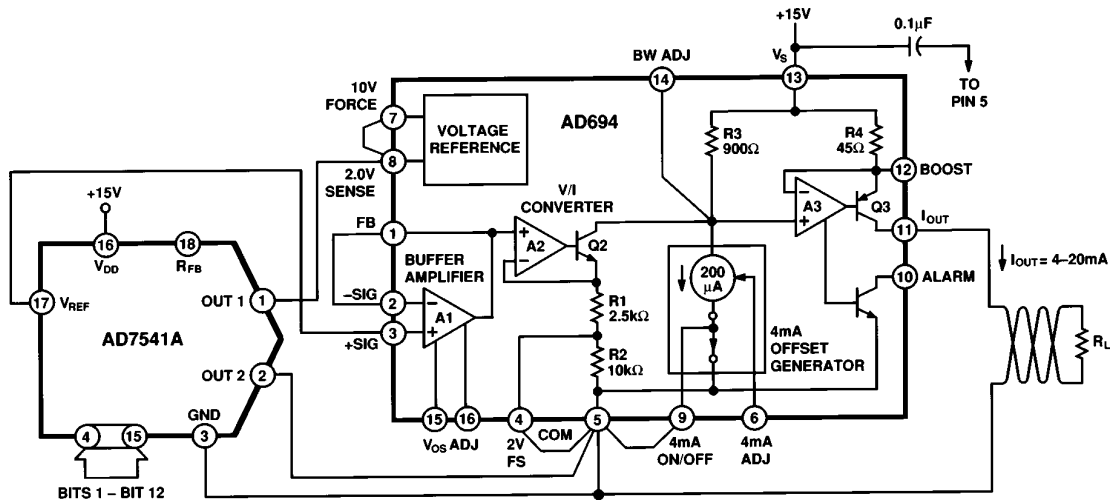 +15V
0.1µF
BW ADJ
VS
14
13
TO
PIN 5
10V
FORCE
7
VOLTAGE
REFERENCE
AD694
R3
900Ω
R4
45Ω
8
12
BOOST
2.0V
SENSE
V/I
CONVERTER
+15V
FB
1
A2
Q2
A3
Q3
IOUT
11
16
VDD
18
RFB
BUFFER
AMPLIFIER
200
µA
10
ALARM
IOUT = 4–20mA
17
VREF
OUT 1
1
–SIG
2
3
+SIG
A1
R1
2.5kΩ
4mA
OFFSET
GENERATOR
RL
AD7541A
OUT 2
2
R2
10kΩ
GND
4
15
3
15
16
4
5
9
6
VOS ADJ
2V
FS
COM
4mA
ON/OFF
4mA
ADJ
BITS 1 – BIT 12